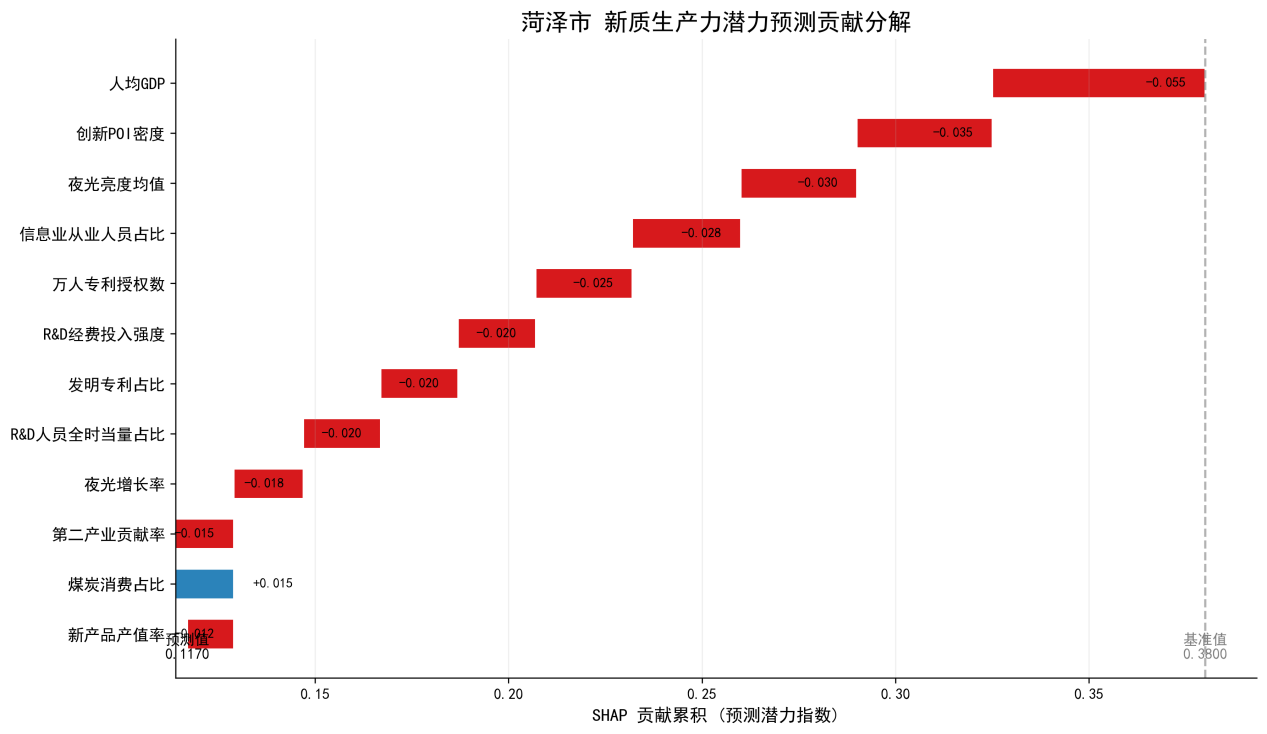 菏泽市 新质生产力潜力预测贡献分解
人均GDP
−0.055
创新POI密度
−0.035
夜光亮度均值
−0.030
信息业从业人员占比
−0.028
万人专利授权数
−0.025
R&D经费投入强度
−0.020
发明专利占比
−0.020
R&D人员全时当量占比
−0.020
夜光增长率
−0.018
第二产业贡献率
−0.015
煤炭消费占比
+0.015
新产品产值率
−0.012
预测值
0.1170
基准值
0.3800
0.15
0.20
0.25
0.30
0.35
SHAP 贡献累积 (预测潜力指数)